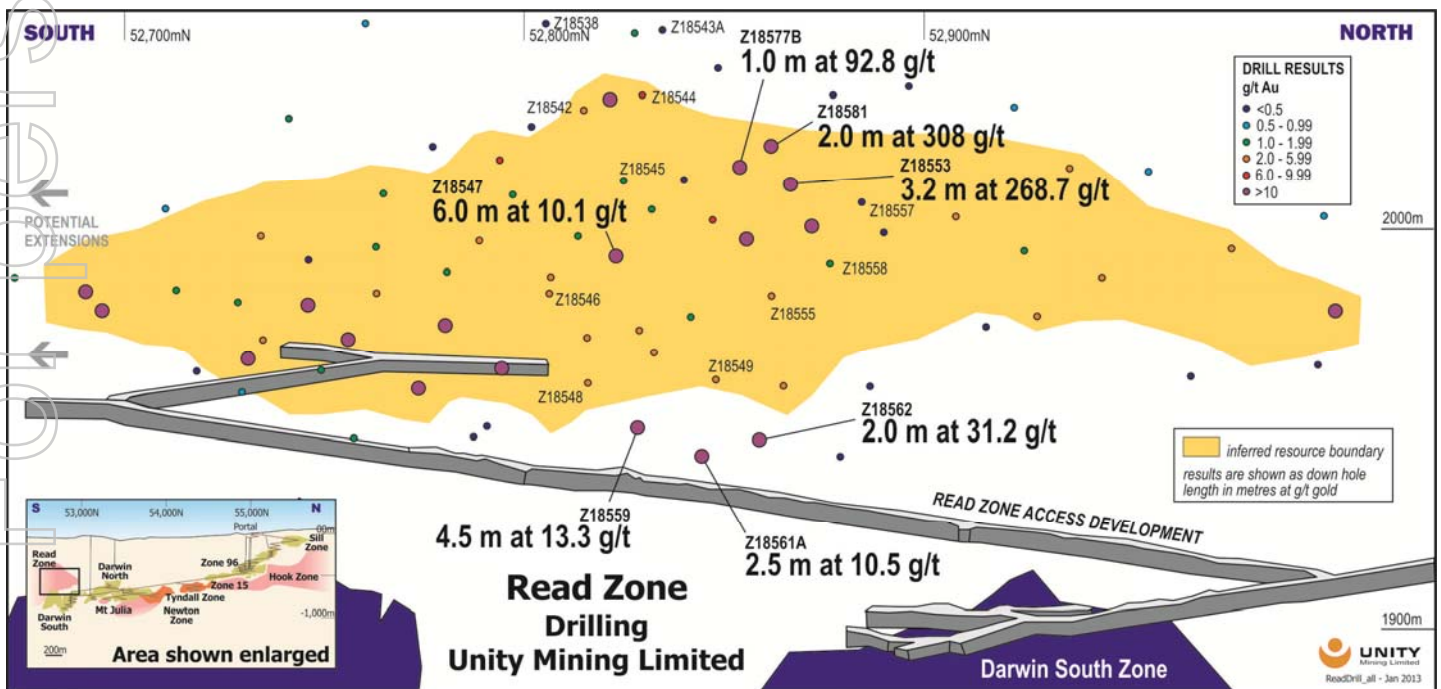 SOUTH
52,700mN
52,800mN
52,900mN
NORTH
Z18538
Z18543A
Z18577B
1.0 m at 92.8 g/t
DRILL RESULTS
g/t Au
<0.5
0.5 - 0.99
1.0 - 1.99
2.0 - 5.99
6.0 - 9.99
>10
Z18542
Z18544
Z18581
2.0 m at 308 g/t
Z18545
Z18553
3.2 m at 268.7 g/t
Z18547
6.0 m at 10.1 g/t
Z18557
POTENTIAL
EXTENSIONS
2000m
Z18558
Z18546
Z18555
Z18549
Z18548
Z18562
2.0 m at 31.2 g/t
inferred resource boundary
results are shown as down hole
length in metres at g/t gold
READ ZONE ACCESS DEVELOPMENT
Z18559
4.5 m at 13.3 g/t
Z18561A
2.5 m at 10.5 g/t
S
N
53,000N
54,000N
55,000N
Portal
00m
Sill
Zone
Read
Zone
Darwin
North
Zone 96
Hook Zone
Zone 15
Tyndall Zone
Mt Julia
Newton
Zone
-1,000m
Darwin
South
200m
Area shown enlarged
Read Zone
Drilling
Unity Mining Limited
Darwin South Zone
1900m
UNITY
Mining Limited
ReadDrill_all - Jan 2013